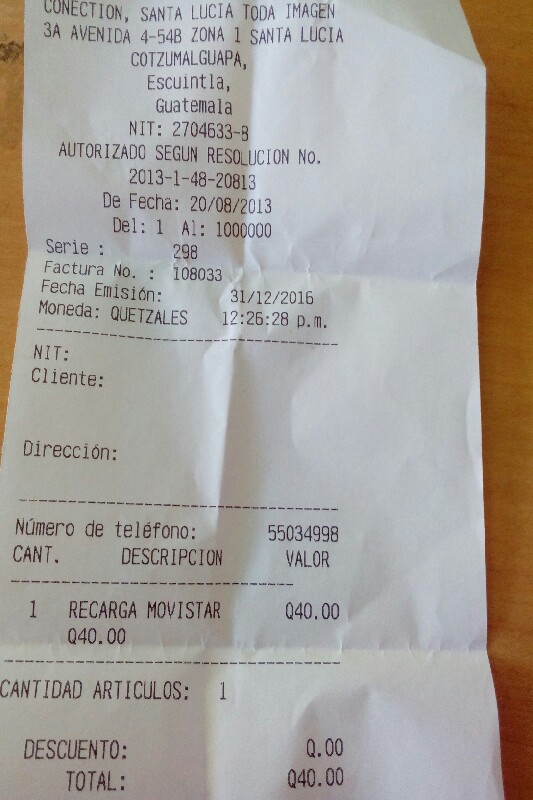 CONECTION, SANTA LUCIA TODA IMAGEN
3A AVENIDA 4-54B ZONA 1 SANTA LUCIA
COTZUMALGUAPA,
Escuintla,
Guatemala
NIT: 2704633-B
AUTORIZADO SEGUN RESOLUCION No.
2013-1-48-20813
De Fecha: 20/08/2013
Del: 1 Al: 1000000
Serie : 298
Factura No. : 108033
Fecha Emisión: 31/12/2016
Moneda: QUETZALES 12:26:28 p.m.
NIT:
Cliente:
Dirección:
Número de teléfono: 55034998
CANT. DESCRIPCION VALOR
1 RECARGA MOVISTAR Q40.00
Q40.00
CANTIDAD ARTICULOS: 1
DESCUENTO: Q.00
TOTAL: Q40.00